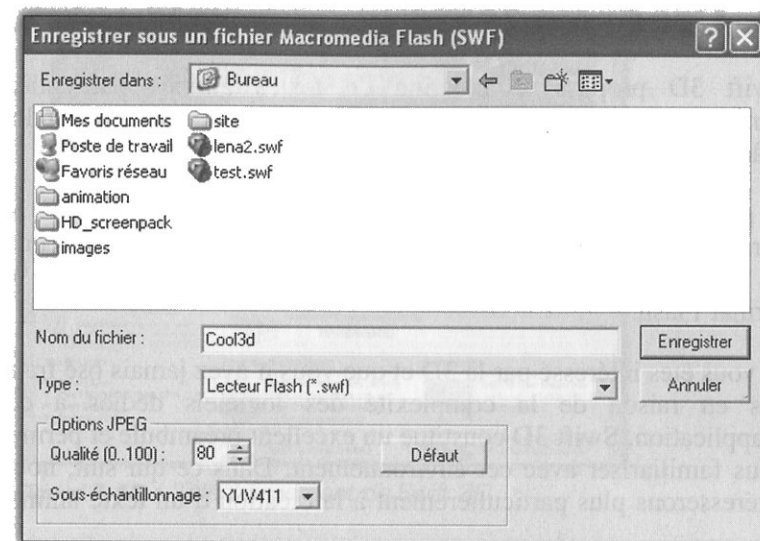 Enregistrer sous un fichier Macromedia Flash (SWF)
Enregistrer dans :
Bureau
Mes documents
site
Poste de travail
lena2.swf
Favoris réseau
test.swf
animation
HD_screenpack
images
Nom du fichier :
Cool3d
Enregistrer
Type :
Lecteur Flash (*.swf)
Annuler
Options JPEG
Qualité (0..100) :
80
Défaut
Sous-échantillonnage :
YUV411